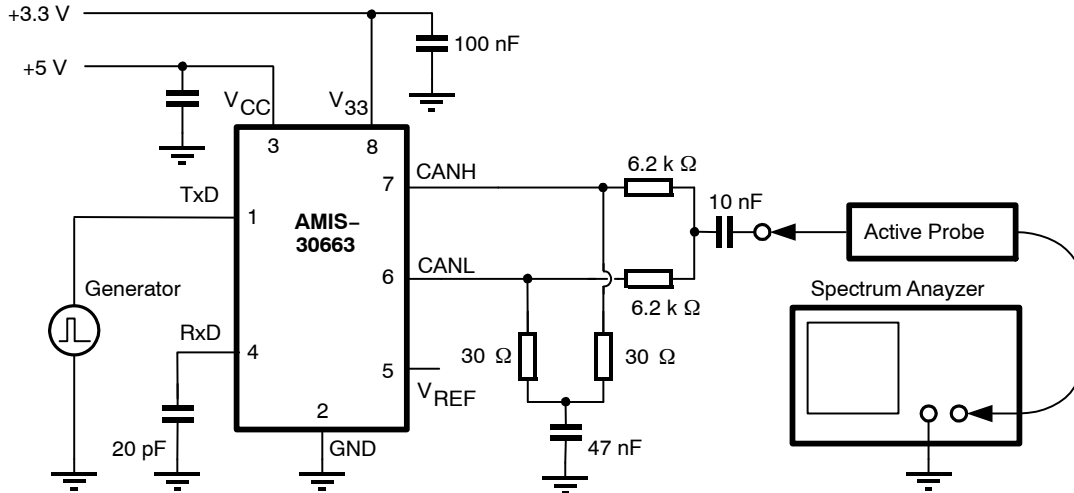 +3.3 V
100 nF
+5 V
VCC
V33
3
8
TxD
1
AMIS–
30663
7
CANH
6.2 k Ω
10 nF
Active Probe
6
CANL
6.2 k Ω
Spectrum Anayzer
Generator
RxD
4
5
VREF
30 Ω
30 Ω
2
GND
20 pF
47 nF